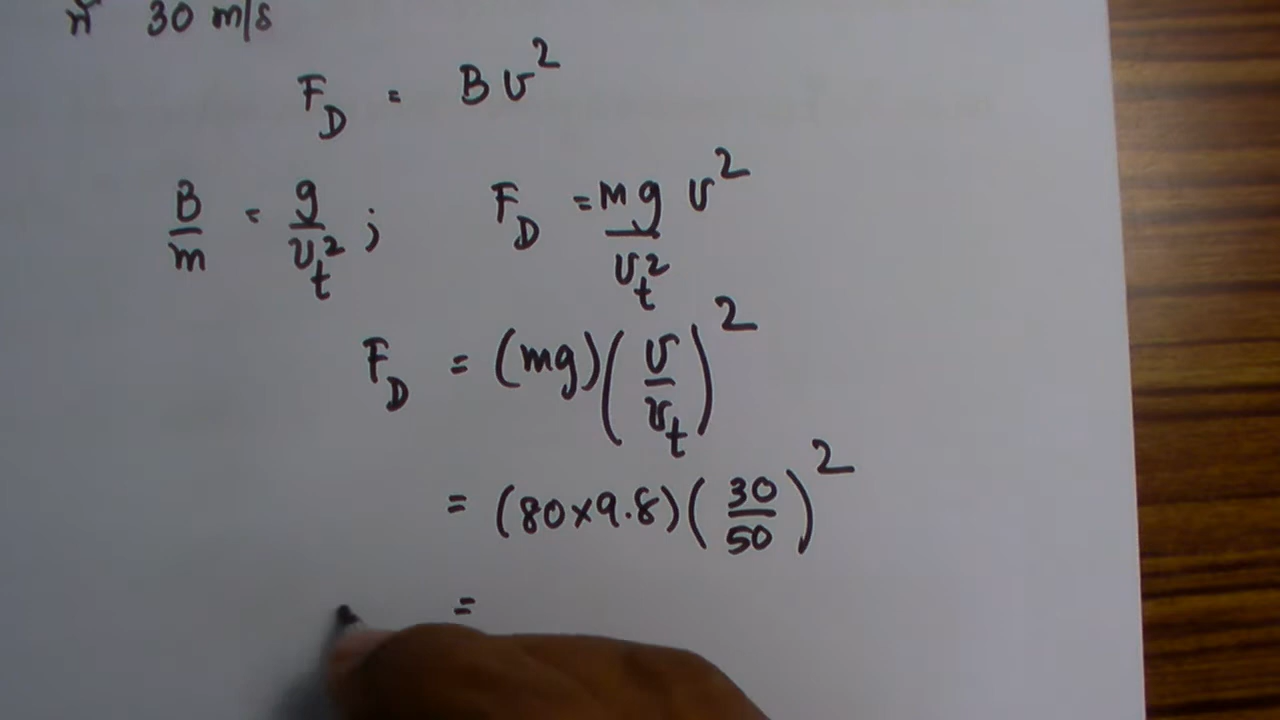 30 m/s
F_D = B v^2
B/m = g/v_t^2 ; F_D = mg/v_t^2 v^2
F_D = (mg)(v/v_t)^2
= (80×9.8)(30/50)^2
=